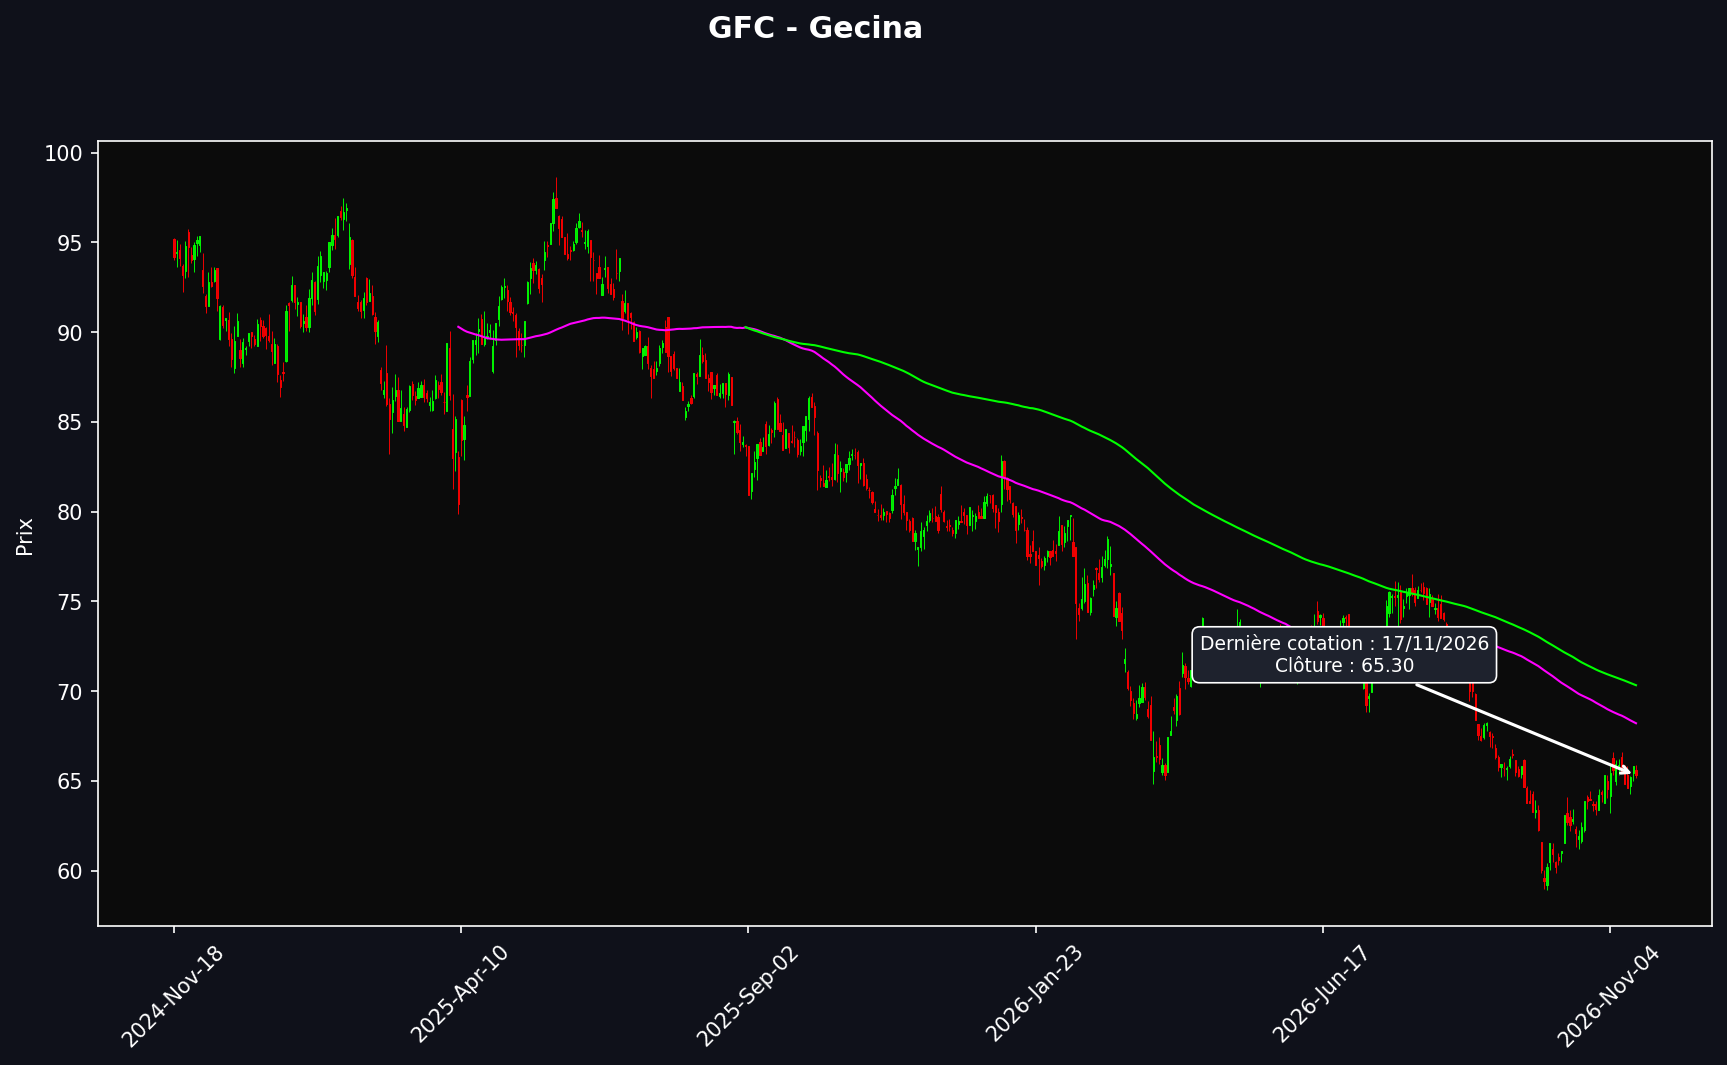 GFC - Gecina
Prix
100
95
90
85
80
75
70
65
60
Dernière cotation : 17/11/2026
Clôture : 65.30
2024-Nov-18
2025-Apr-10
2025-Sep-02
2026-Jan-23
2026-Jun-17
2026-Nov-04